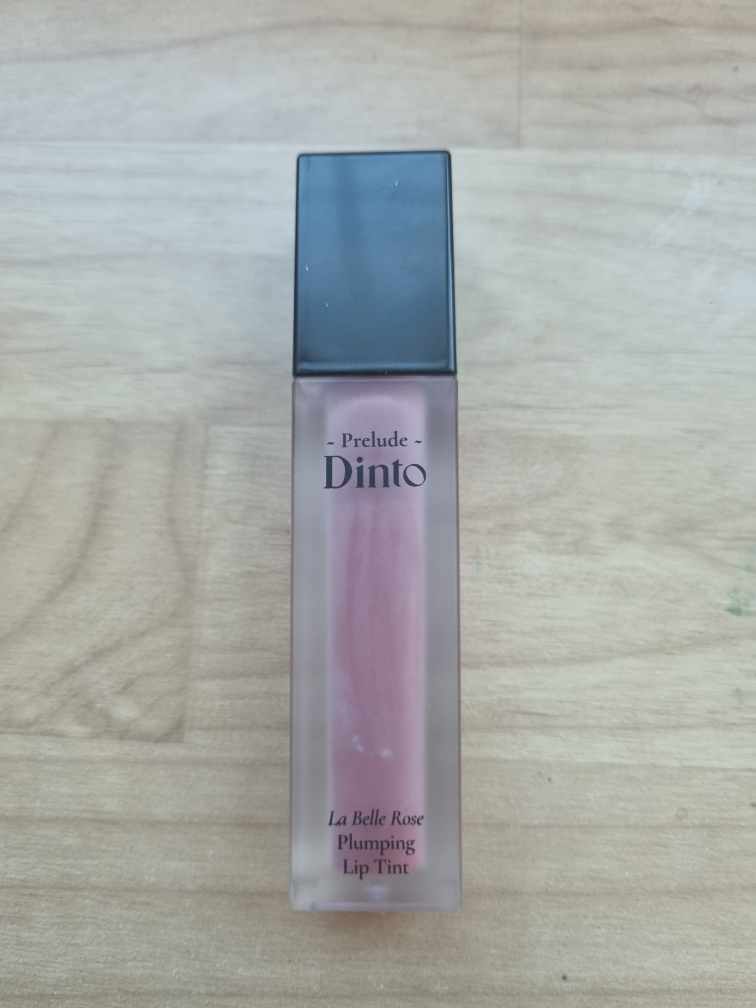 ~ Prelude ~
Dinto
La Belle Rose
Plumping
Lip Tint